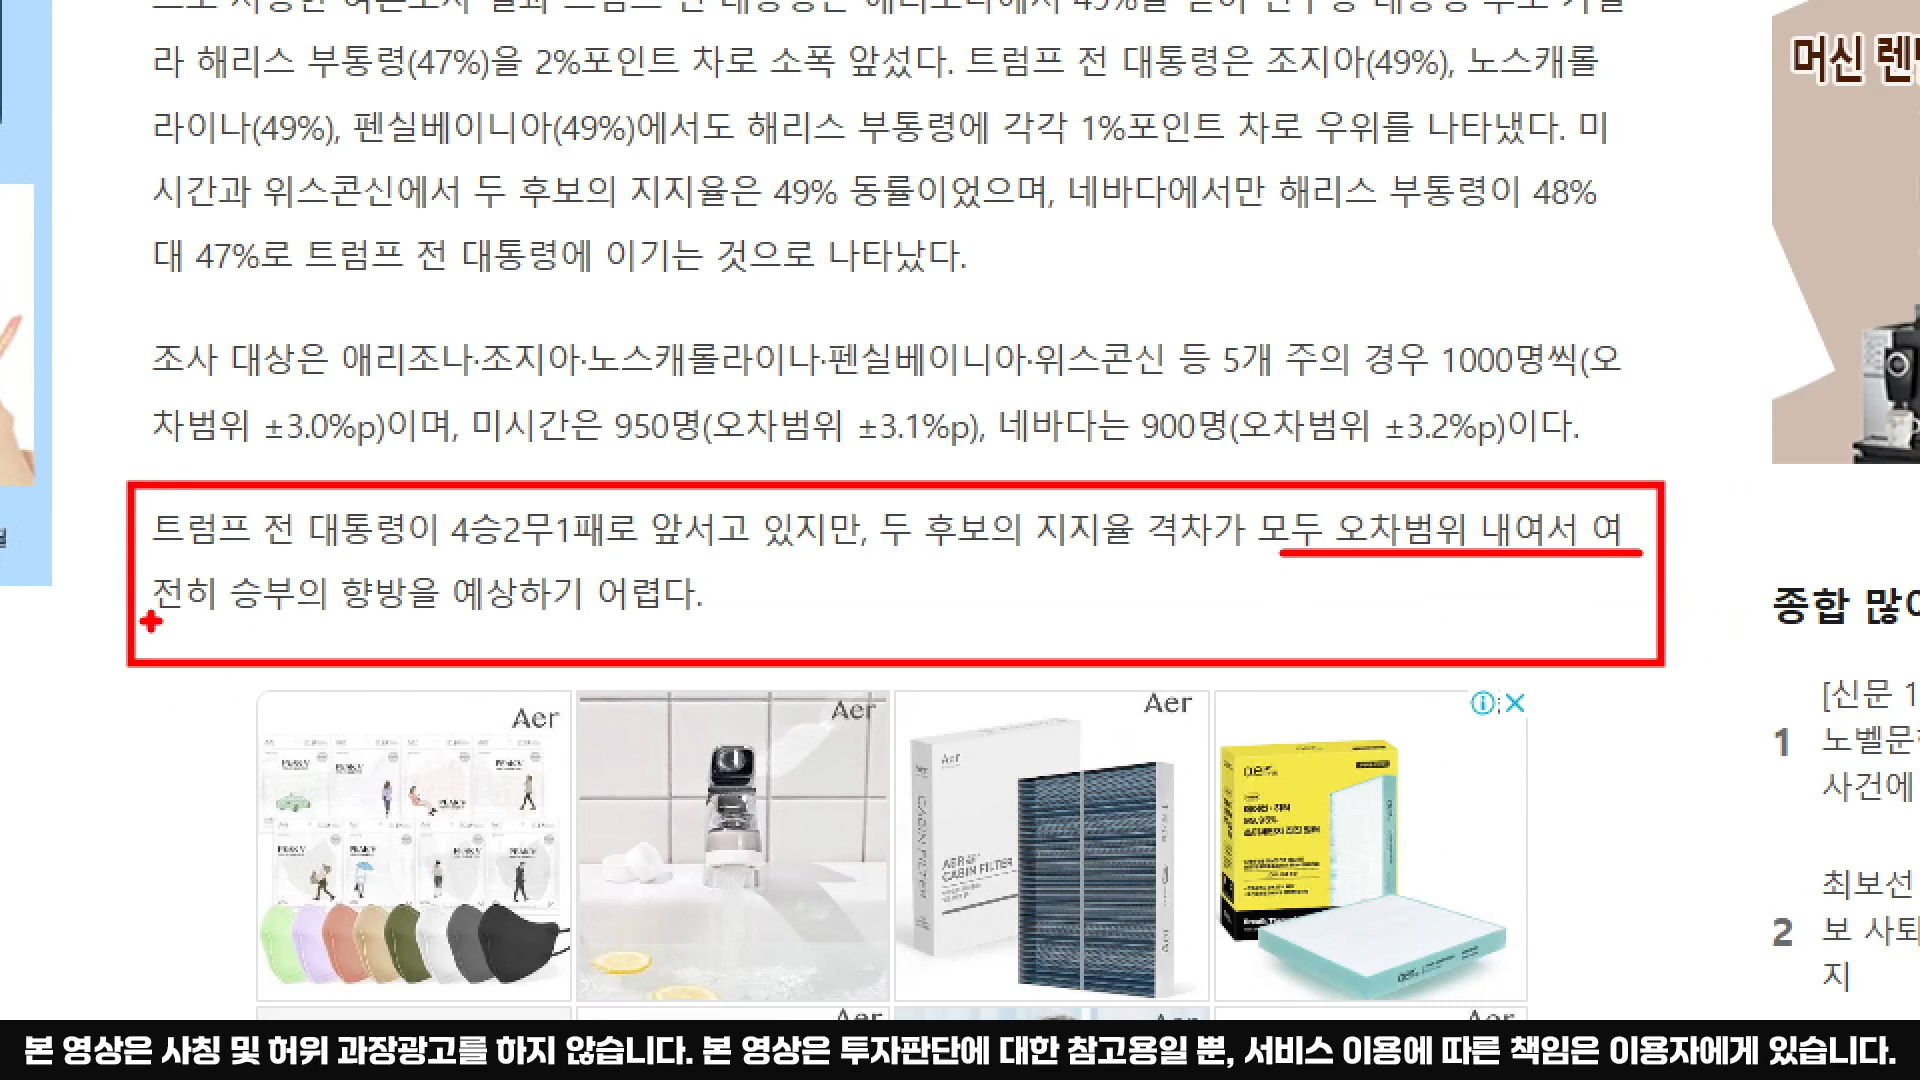 라 해리스 부통령(47%)을 2%포인트 차로 소폭 앞섰다. 트럼프 전 대통령은 조지아(49%), 노스캐롤
라이나(49%), 펜실베이니아(49%)에서도 해리스 부통령에 각각 1%포인트 차로 우위를 나타냈다. 미
시간과 위스콘신에서 두 후보의 지지율은 49% 동률이었으며, 네바다에서만 해리스 부통령이 48%
대 47%로 트럼프 전 대통령에 이기는 것으로 나타났다.
조사 대상은 애리조나·조지아·노스캐롤라이나·펜실베이니아·위스콘신 등 5개 주의 경우 1000명씩(오
차범위 ±3.0%p)이며, 미시간은 950명(오차범위 ±3.1%p), 네바다는 900명(오차범위 ±3.2%p)이다.
트럼프 전 대통령이 4승2무1패로 앞서고 있지만, 두 후보의 지지율 격차가 모두 오차범위 내여서 여
전히 승부의 향방을 예상하기 어렵다.
Aer
Aer
Aer
Aer
AER
CABIN FILTER
CABIN FILTER
aer
aer
머신
종합 많이
[신문 1
1 노벨문학
사건에
최보선
2 보 사퇴
지
본 영상은 사칭 및 허위 과장광고를 하지 않습니다. 본 영상은 투자판단에 대한 참고용일 뿐, 서비스 이용에 따른 책임은 이용자에게 있습니다.